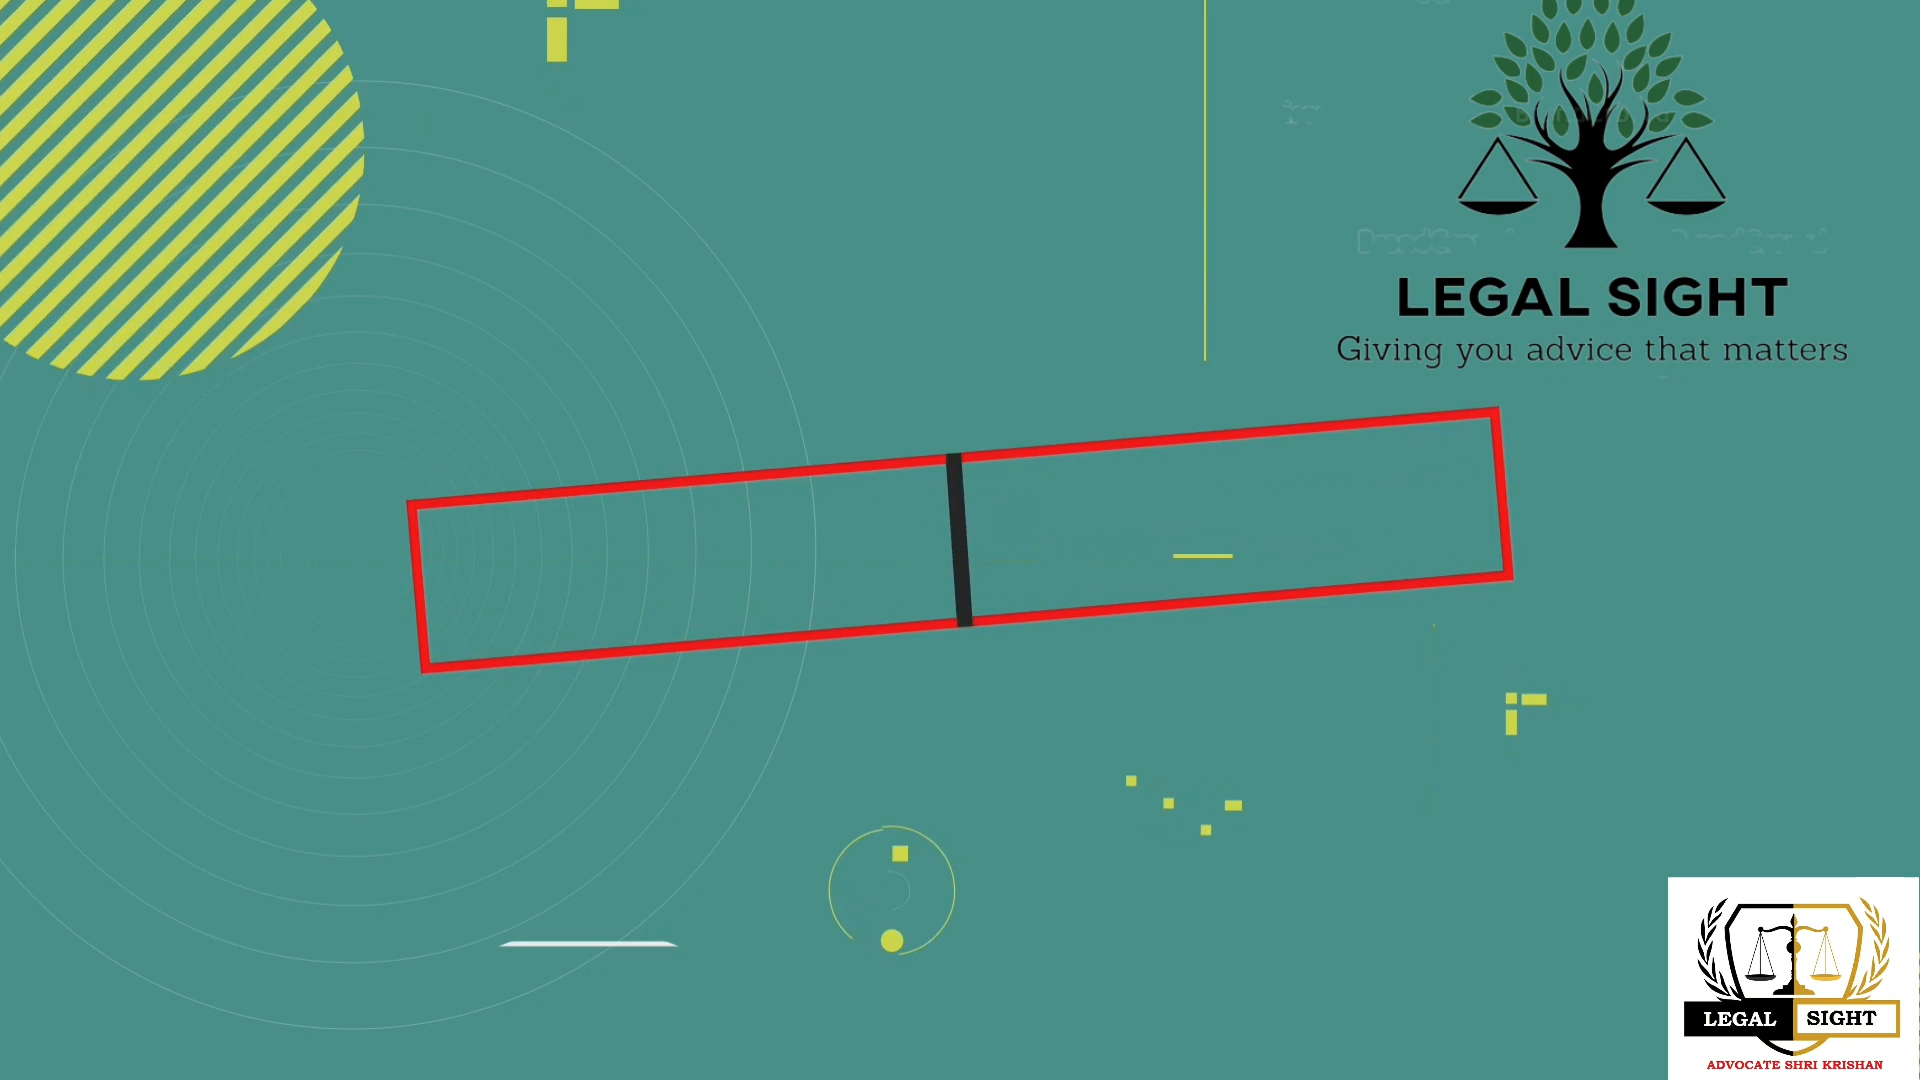 LEGAL SIGHT
Giving you advice that matters
LEGAL SIGHT
ADVOCATE SHRI KRISHAN